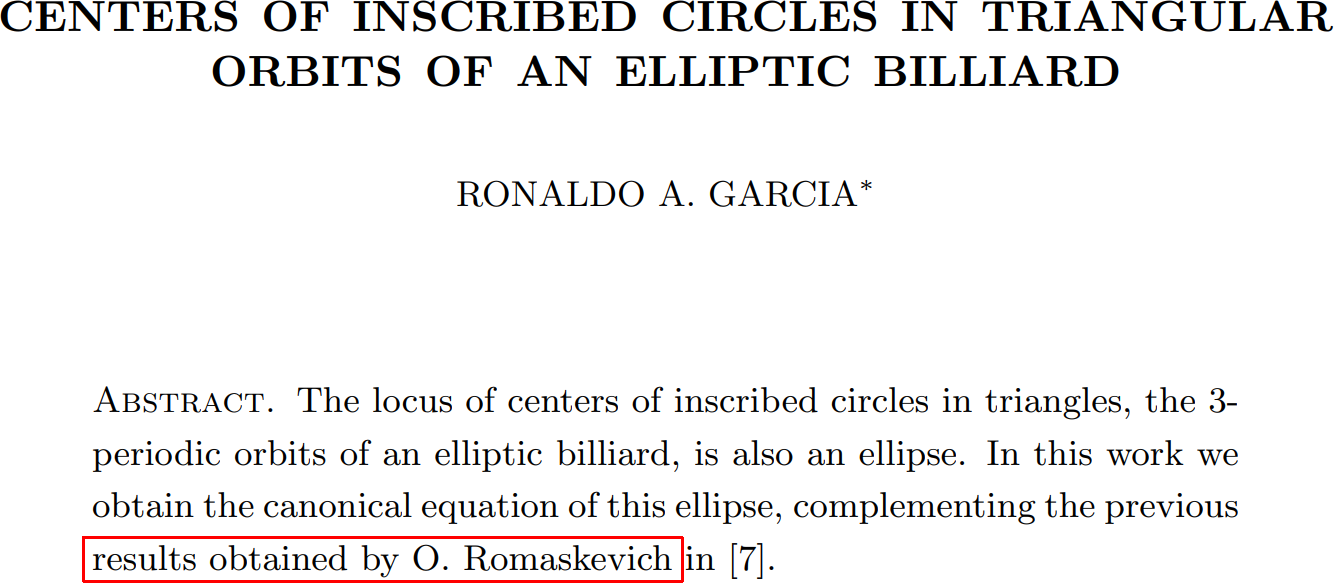 CENTERS OF INSCRIBED CIRCLES IN TRIANGULAR
ORBITS OF AN ELLIPTIC BILLIARD
RONALDO A. GARCIA*
ABSTRACT. The locus of centers of inscribed circles in triangles, the 3-
periodic orbits of an elliptic billiard, is also an ellipse. In this work we
obtain the canonical equation of this ellipse, complementing the previous
results obtained by O. Romaskevich in [7].